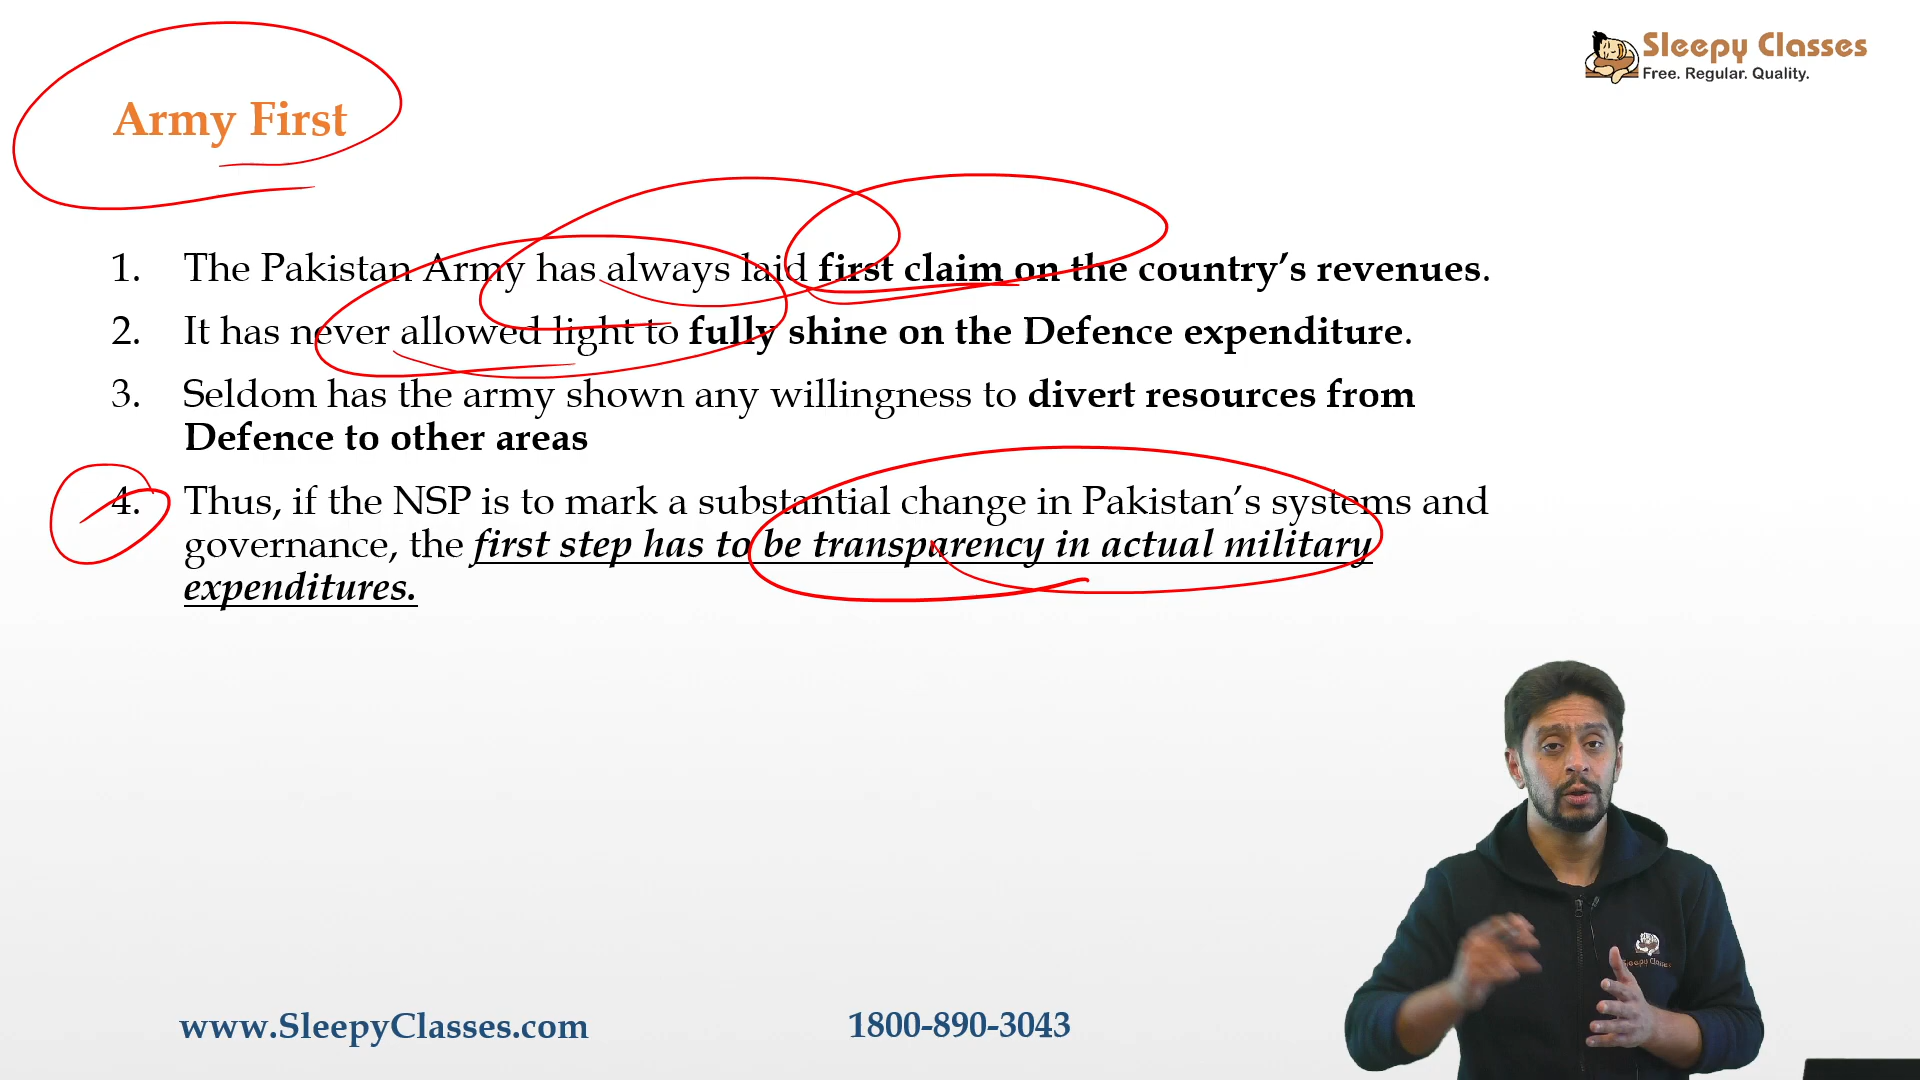 Sleepy Classes
Free. Regular. Quality.
Army First
1. The Pakistan Army has always laid first claim on the country’s revenues.
2. It has never allowed light to fully shine on the Defence expenditure.
3. Seldom has the army shown any willingness to divert resources from
Defence to other areas
4. Thus, if the NSP is to mark a substantial change in Pakistan’s systems and
governance, the first step has to be transparency in actual military
expenditures.
Sleepy Classes
www.SleepyClasses.com
1800-890-3043